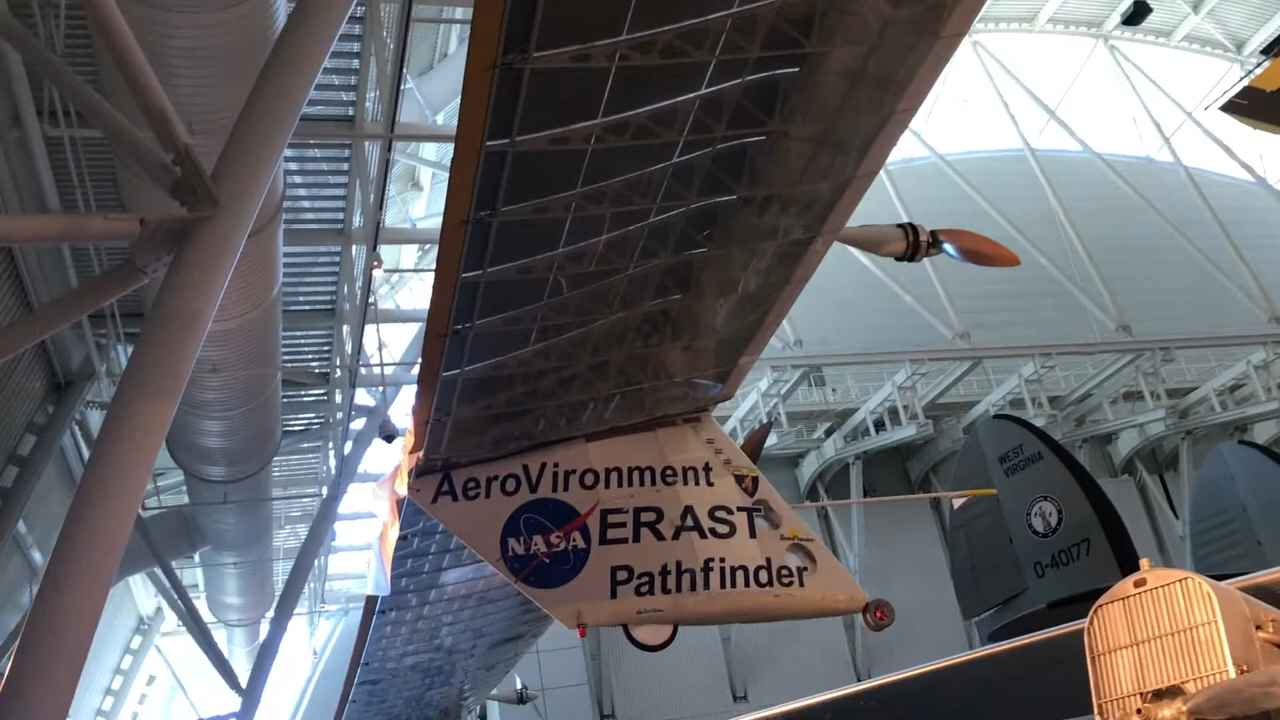 AeroVironment
NASA
ERAST
Pathfinder
WEST
VIRGINIA
0-40177